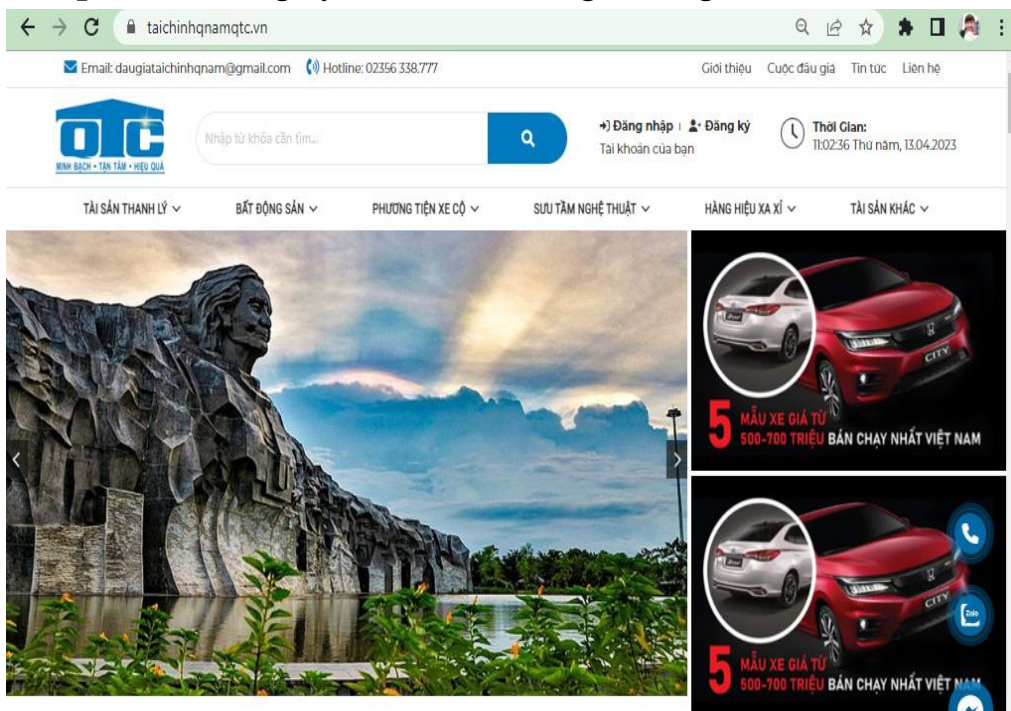 taichinhqnamqtc.vn
Email: daugiataichinhqnam@gmail.com Hotline: 02356 338.777
Giới thiệu Cuộc đấu giá Tin tức Liên hệ
QTC
MINH BẠCH - TẬN TÂM - HIỆU QUẢ
Nhập từ khóa cần tìm...
Đăng nhập | Đăng ký
Tài khoản của bạn
Thời Gian:
11:02:36 Thứ năm, 13.04.2023
TÀI SẢN THANH LÝ BẤT ĐỘNG SẢN PHƯƠNG TIỆN XE CỘ SƯU TẦM NGHỆ THUẬT HÀNG HIỆU XA XỈ TÀI SẢN KHÁC
CITY
5 MẪU XE GIÁ TỪ
500-700 TRIỆU BÁN CHẠY NHẤT VIỆT NAM
CITY
Zalo
5 MẪU XE GIÁ TỪ
500-700 TRIỆU BÁN CHẠY NHẤT VIỆT NAM